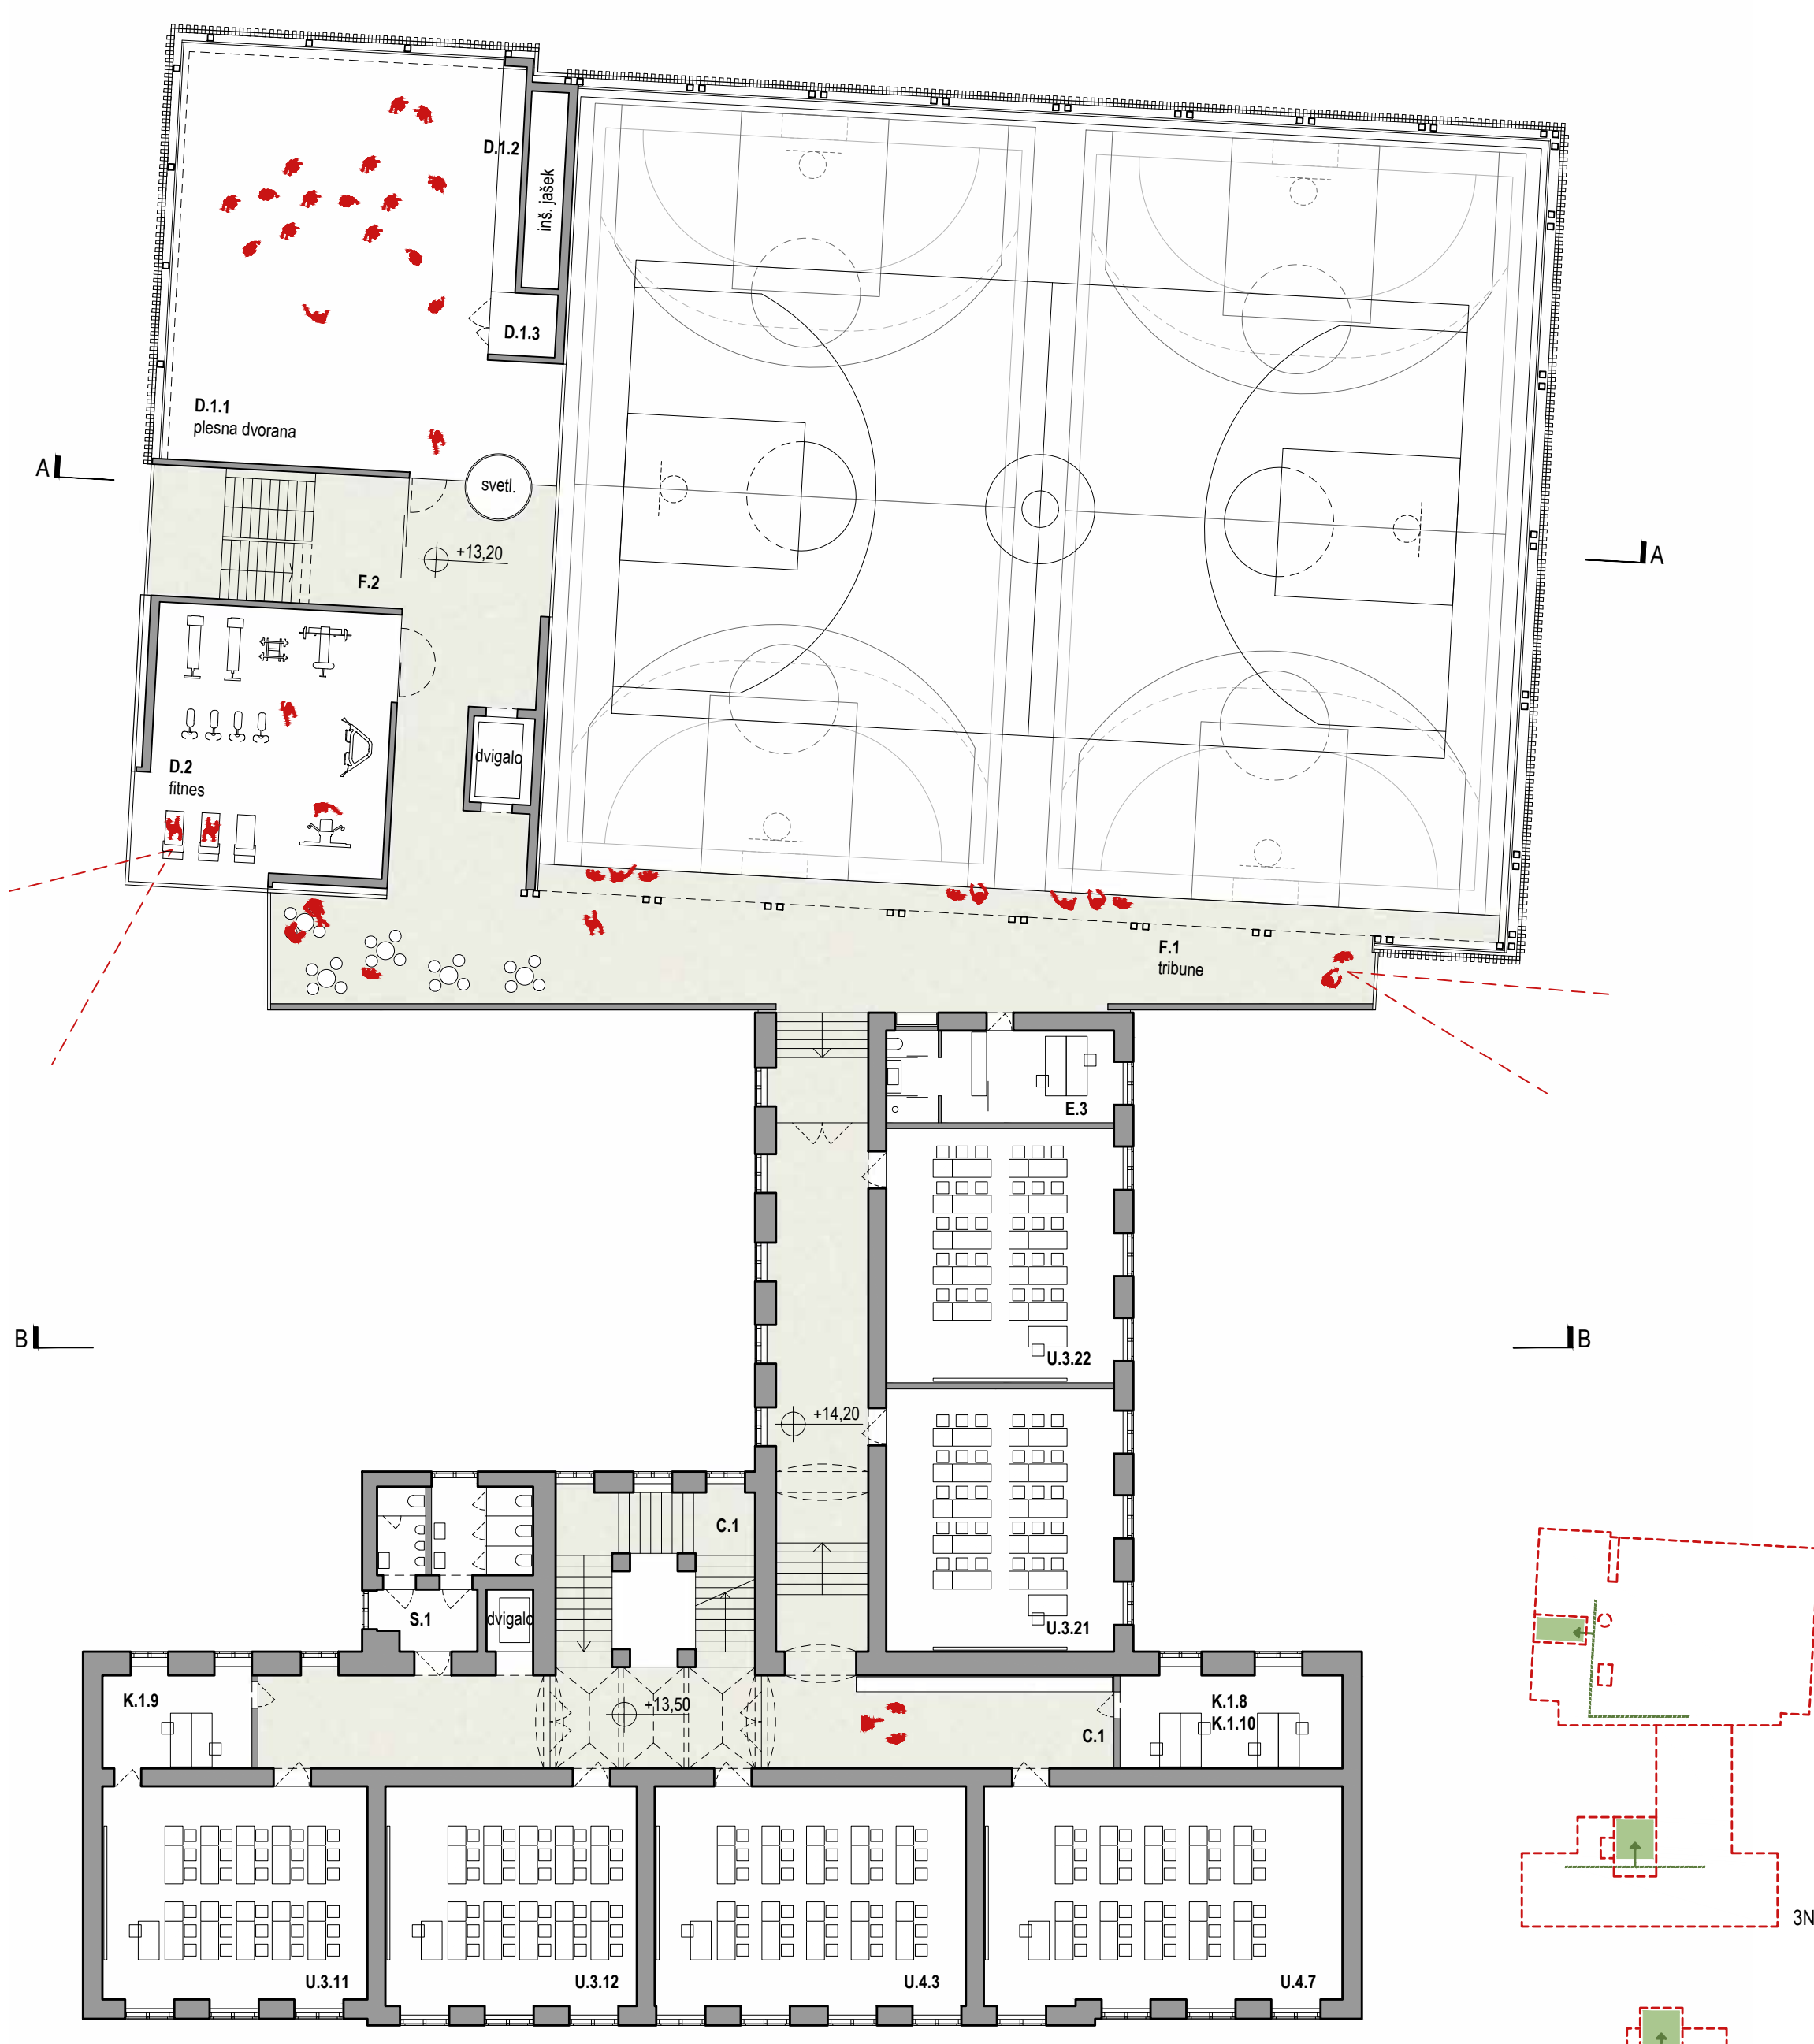 D.1.2
inš. jašek
D.1.3
D.1.1
plesna dvorana
A
svetl.
+13,20
A
F.2
dvigalo
D.2
fitnes
F.1
tribune
E.3
U.3.22
B
B
+14,20
C.1
S.1
dvigalo
U.3.21
K.1.9
+13,50
C.1
K.1.8
K.1.10
3N
U.3.11
U.3.12
U.4.3
U.4.7